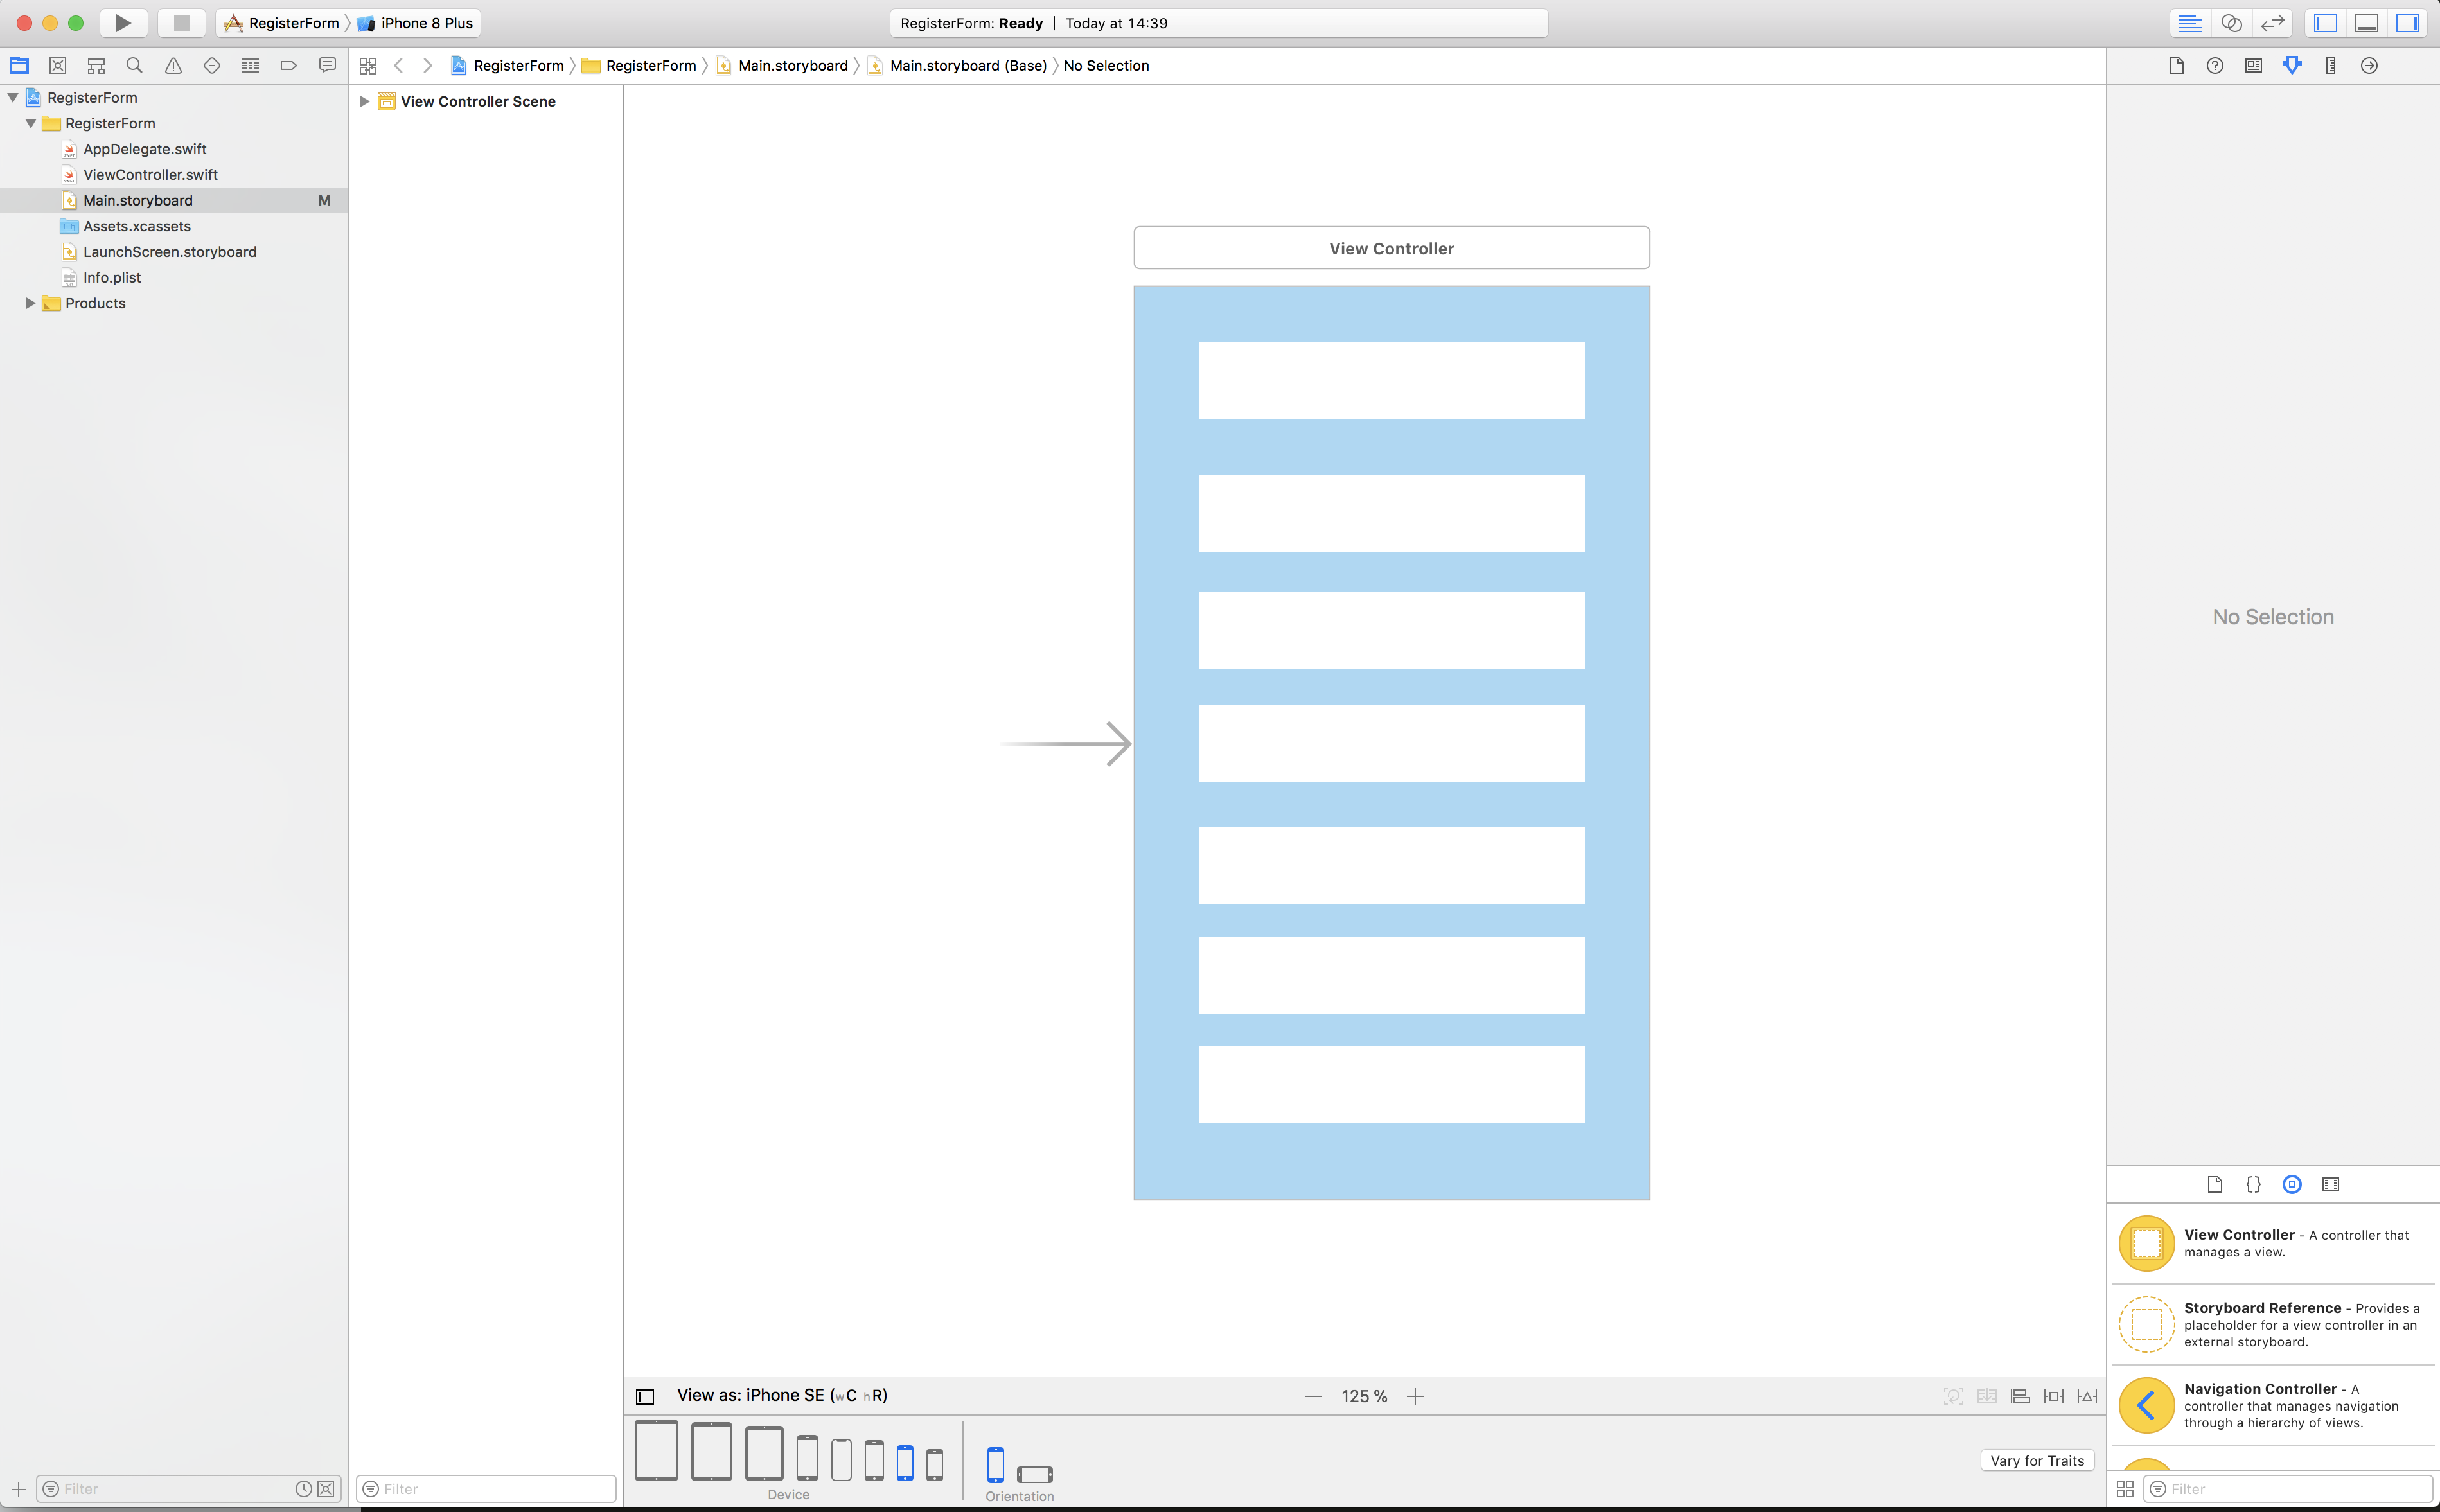 RegisterForm iPhone 8 Plus
RegisterForm: Ready | Today at 14:39
RegisterForm RegisterForm Main.storyboard Main.storyboard (Base) No Selection
RegisterForm
RegisterForm
AppDelegate.swift
ViewController.swift
Main.storyboard M
Assets.xcassets
LaunchScreen.storyboard
Info.plist
Products
View Controller Scene
View Controller
No Selection
View Controller - A controller that
manages a view.
Storyboard Reference - Provides a
placeholder for a view controller in an
external storyboard.
Navigation Controller - A
controller that manages navigation
through a hierarchy of views.
View as: iPhone SE (wC hR)
125 %
Vary for Traits
Device
Orientation
Filter
Filter
Filter